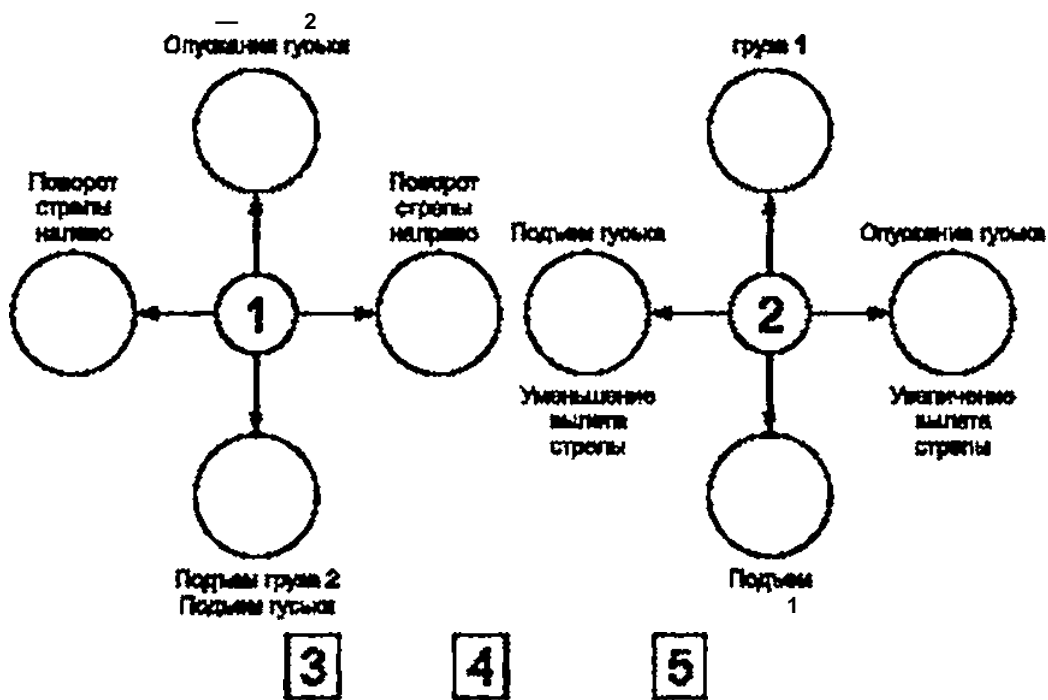 — 2
Опускание гуська
груза 1
Поворот
стрелы
налево
Поворот
стрелы
направо
Подъем гуська
Опускание гуська
1
2
Уменьшение
вылета
стрелы
Увеличение
вылета
стрелы
Подъем груза 2
Подъем гуська
Подъем
1
3 4 5